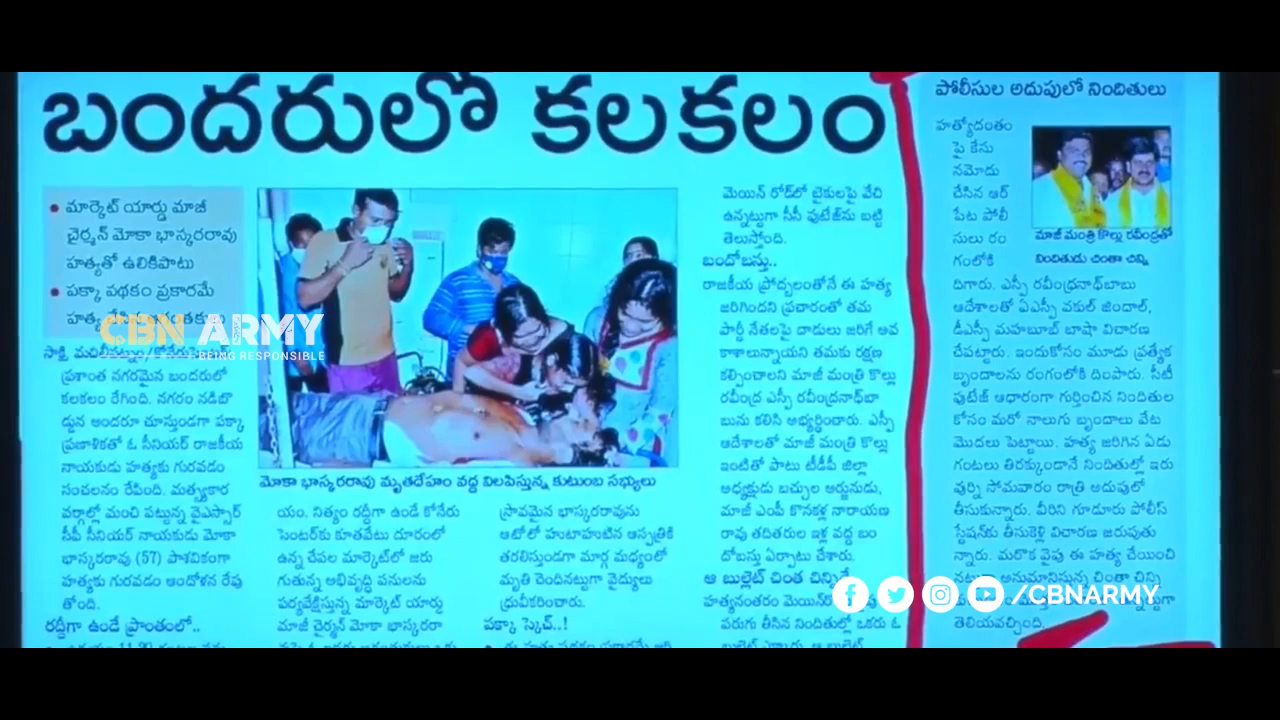 బందరులో కలకలం
మార్కెట్ యార్డు మాజీ
చైర్మన్ మోకా భాస్కరరావు
హత్యతో ఉలికిపాటు
పక్కా పథకం ప్రకారమే
CBN ARMY
BEING RESPONSIBLE
ప్రశాంత నగరమైన బందరులో
కలకలం రేగింది. నగరం నడిబొ
డ్డున అందరూ చూస్తుండగా పక్కా
ప్రణాళికతో ఓ సీనియర్ రాజకీయ
నాయకుడు హత్యకు గురవడం
సంచలనం రేపింది. మత్స్యకార
వర్గాల్లో మంచి పట్టున్న వైఎస్సార్
సీపీ సీనియర్ నాయకుడు మోకా
భాస్కరరావు (57) పాశవికంగా
హత్యకు గురవడం ఆందోళన రేపు
తోంది.
రద్దీగా ఉండే ప్రాంతంలో..
మోకా భాస్కరరావు మృతదేహం వద్ద విలపిస్తున్న కుటుంబ సభ్యులు
యం. నిత్యం రద్దీగా ఉండే కోనేరు
సెంటర్‌కు కూతవేటు దూరంలో
ఉన్న చేపల మార్కెట్‌లో జరు
గుతున్న అభివృద్ధి పనులను
పర్యవేక్షిస్తున్న మార్కెట్ యార్డు
మాజీ చైర్మన్ మోకా భాస్కరరా
స్రావమైన భాస్కరరావును
ఆటోలో హుటాహుటిన ఆస్పత్రికి
తరలిస్తుండగా మార్గ మధ్యంలో
మృతి చెందినట్టుగా వైద్యులు
ధ్రువీకరించారు.
పక్కా స్కెచ్..!
మెయిన్ రోడ్‌లో బైకులపై వేచి
ఉన్నట్టుగా సీసీ ఫుటేజ్‌ను బట్టి
తెలుస్తోంది.
బందోబస్తు..
రాజకీయ ప్రోద్బలంతోనే ఈ హత్య
జరిగిందని ప్రచారంతో తమ
పార్టీ నేతలపై దాడులు జరిగే అవ
కాశాలున్నాయని తమకు రక్షణ
కల్పించాలని మాజీ మంత్రి కొల్లు
రవీంద్ర ఎస్పీ రవీంద్రనాథ్‌బా
బును కలిసి అభ్యర్థించారు. ఎస్పీ
ఆదేశాలతో మాజీ మంత్రి కొల్లు
ఇంటితో పాటు టీడీపీ జిల్లా
అధ్యక్షుడు బచ్చుల అర్జునుడు,
మాజీ ఎంపీ కొనకళ్ల నారాయణ
రావు తదితరుల ఇళ్ల వద్ద బం
దోబస్తు ఏర్పాటు చేశారు.
ఆ బుల్లెట్ చింత చిన్నిదే
హత్యనంతరం మెయిన్
పరుగు తీసిన నిందితుల్లో ఒకరు ఓ
పోలీసుల అదుపులో నిందితులు
హత్యోదంతం
పై కేసు
నమోదు
చేసిన ఆర్
పేట పోలీ
సులు రం
గంలోకి
మాజీ మంత్రి కొల్లు రవీంద్రతో
నిందితుడు చింతా చిన్ని
దిగారు. ఎస్పీ రవీంద్రనాథ్‌బాబు
ఆదేశాలతో ఏఎస్పీ వకుల్ జిందాల్,
డీఎస్పీ మహబూబ్ బాషా విచారణ
చేపట్టారు. ఇందుకోసం మూడు ప్రత్యేక
బృందాలను రంగంలోకి దింపారు. సీటీ
ఫుటేజ్ ఆధారంగా గుర్తించిన నిందితుల
కోసం మరో నాలుగు బృందాలు వేట
మొదలు పెట్టాయి. హత్య జరిగిన ఏడు
గంటలు తిరక్కుండానే నిందితుల్లో ఇరు
వుర్ని సోమవారం రాత్రి అదుపులో
తీసుకున్నారు. వీరిని గూడూరు పోలీస్
స్టేషన్‌కు తీసుకెళ్లి విచారణ జరుపుతు
న్నారు. మరొక వైపు ఈ హత్య చేయించి
అనుమానిస్తున్న చింతా చిన్ని
తెలియవచ్చింది.
/CBNARMY